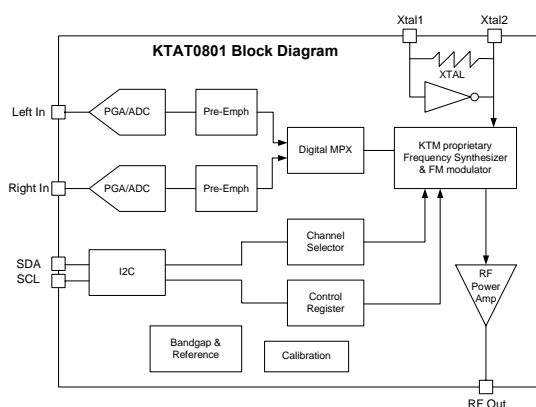 Xtal1
Xtal2
KTAT0801 Block Diagram
XTAL
Left In
PGA/ADC
Pre-Emph
Digital MPX
KTM proprietary
Frequency Synthesizer
& FM modulator
Right In
PGA/ADC
Pre-Emph
Channel
Selector
SDA
SCL
I2C
RF
Power
Amp
Control
Register
Bandgap &
Reference
Calibration
RF Out